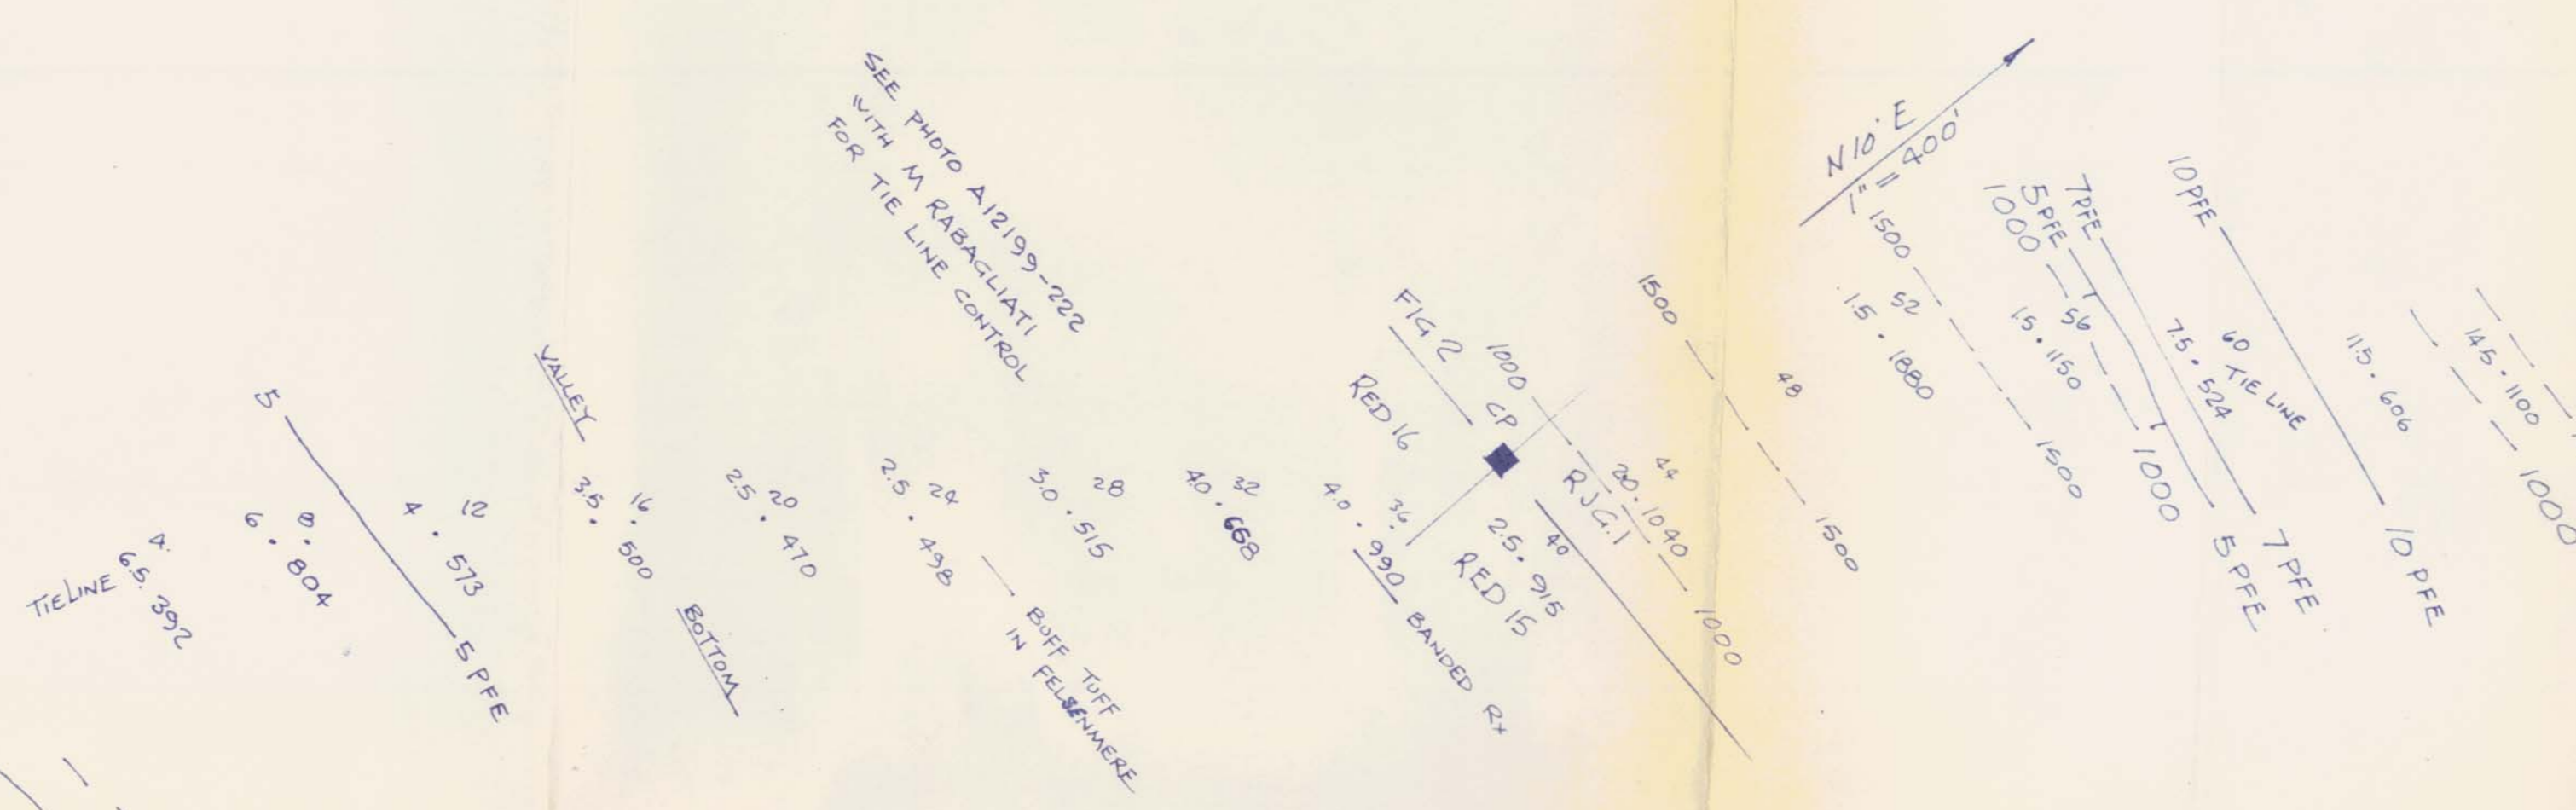 SEE PHOTO A12199-222
WITH M RABAGLIATI
FOR TIE LINE CONTROL
N10°E
1" = 400'
TIELINE
4
6.5 . 392
8
6 . 804
5
5 PFE
12
4 . 573
VALLEY
BOTTOM
16
3.5 . 500
20
2.5 . 470
24
2.5 . 498
BUFF TUFF
IN FELSENMERE
28
3.0 . 515
32
4.0 . 668
36
4.0 . 990
BANDED RX
FIG 2
RED 16
CP
40
2.5 . 915
RED 15
RJG.1
44
20 . 1040
1000
1000
1500
1500
48
52
1.5 . 1880
1500
1500
56
1.5 . 1150
1000
1000
5 PFE
5 PFE
7 PFE
7 PFE
60 TIE LINE
7.5 . 524
10 PFE
10 PFE
11.5 . 606
14.5 . 1100
1000